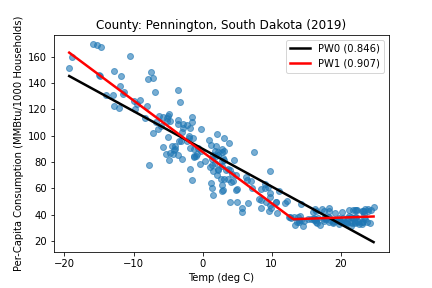 County: Pennington, South Dakota (2019)
PW0 (0.846)
PW1 (0.907)
Per-Capita Consumption (MMBtu/1000 Households)
160
140
120
100
80
60
40
20
−20
−10
0
10
20
Temp (deg C)